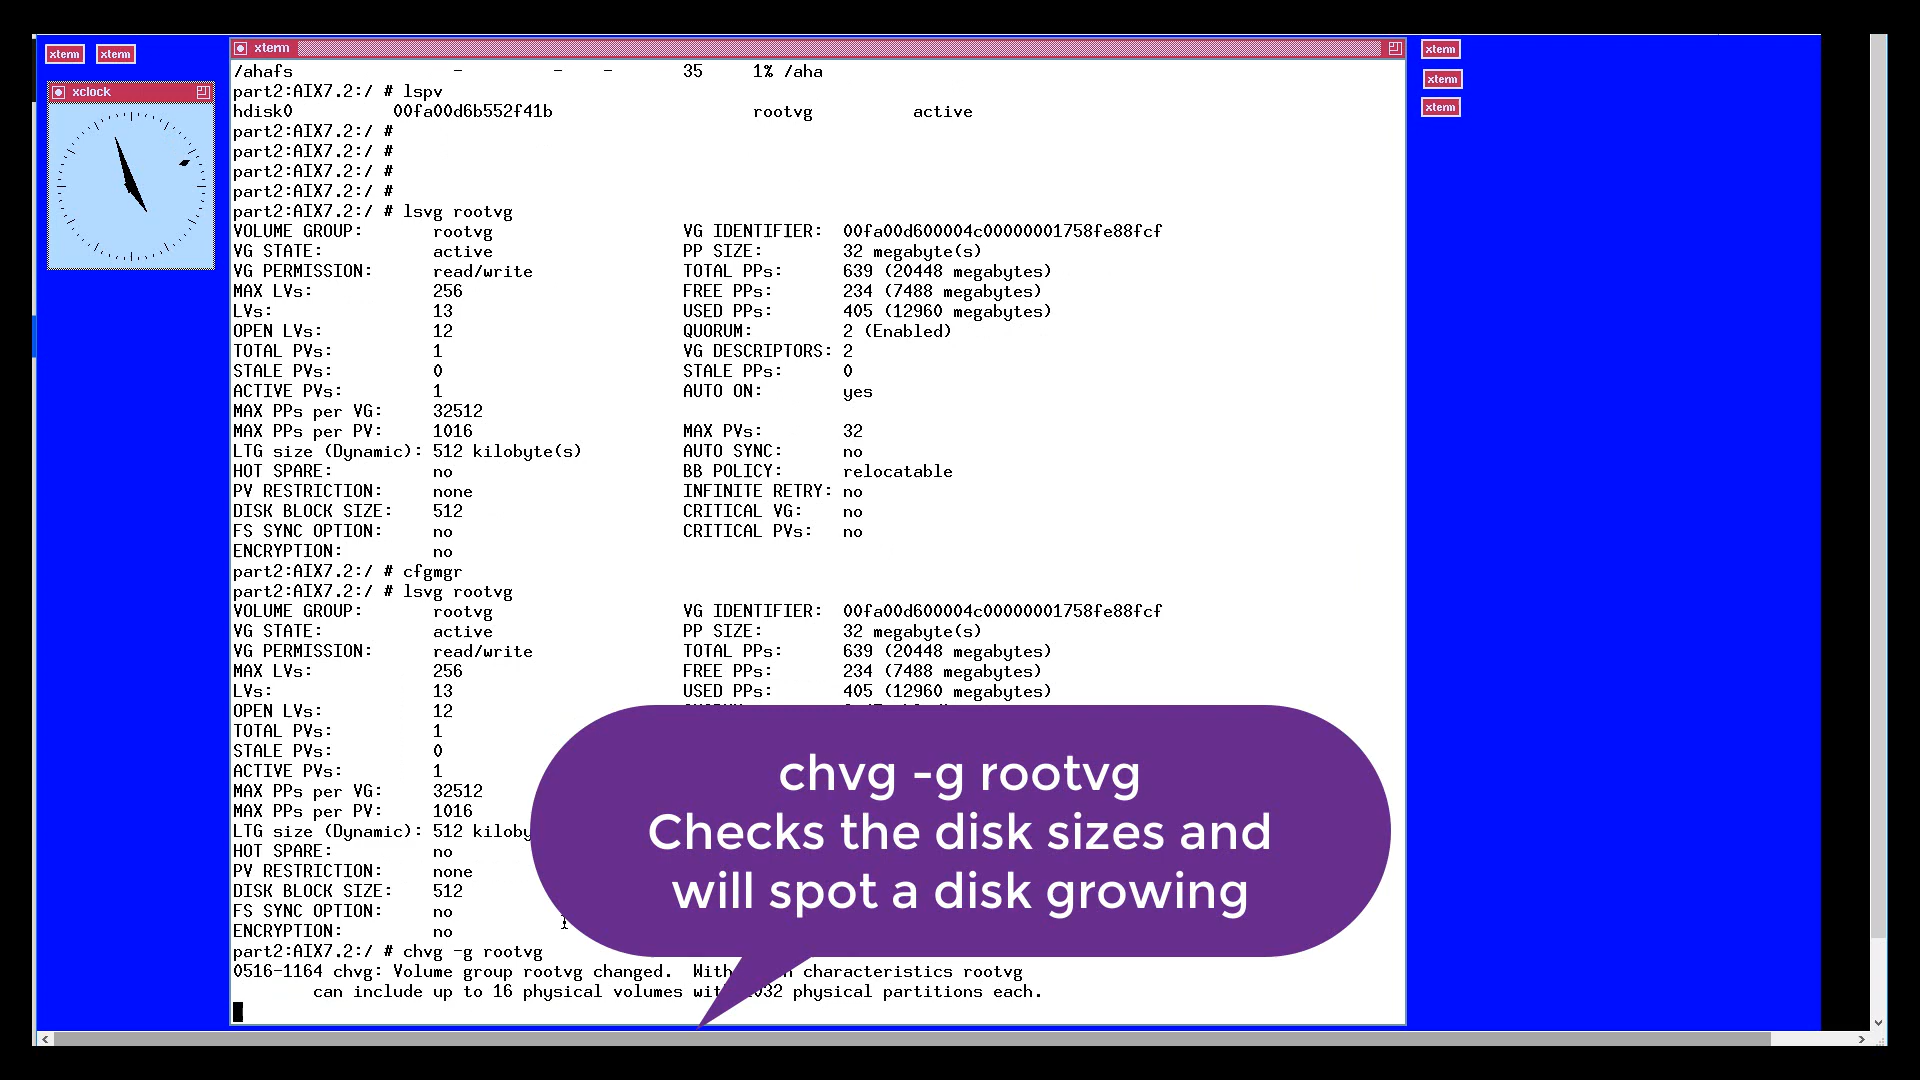 xterm xterm
xclock
xterm
/ahafs - - - 35 1% /aha
part2:AIX7.2:/ # lspv
hdisk0 00fa00d6b552f41b rootvg active
part2:AIX7.2:/ #
part2:AIX7.2:/ #
part2:AIX7.2:/ #
part2:AIX7.2:/ #
part2:AIX7.2:/ # lsvg rootvg
VOLUME GROUP: rootvg VG IDENTIFIER: 00fa00d600004c00000001758fe88fcf
VG STATE: active PP SIZE: 32 megabyte(s)
VG PERMISSION: read/write TOTAL PPs: 639 (20448 megabytes)
MAX LVs: 256 FREE PPs: 234 (7488 megabytes)
LVs: 13 USED PPs: 405 (12960 megabytes)
OPEN LVs: 12 QUORUM: 2 (Enabled)
TOTAL PVs: 1 VG DESCRIPTORS: 2
STALE PVs: 0 STALE PPs: 0
ACTIVE PVs: 1 AUTO ON: yes
MAX PPs per VG: 32512
MAX PPs per PV: 1016 MAX PVs: 32
LTG size (Dynamic): 512 kilobyte(s) AUTO SYNC: no
HOT SPARE: no BB POLICY: relocatable
PV RESTRICTION: none INFINITE RETRY: no
DISK BLOCK SIZE: 512 CRITICAL VG: no
FS SYNC OPTION: no CRITICAL PVs: no
ENCRYPTION: no
part2:AIX7.2:/ # cfgmgr
part2:AIX7.2:/ # lsvg rootvg
VOLUME GROUP: rootvg VG IDENTIFIER: 00fa00d600004c00000001758fe88fcf
VG STATE: active PP SIZE: 32 megabyte(s)
VG PERMISSION: read/write TOTAL PPs: 639 (20448 megabytes)
MAX LVs: 256 FREE PPs: 234 (7488 megabytes)
LVs: 13 USED PPs: 405 (12960 megabytes)
OPEN LVs: 12
TOTAL PVs: 1
STALE PVs: 0
ACTIVE PVs: 1
MAX PPs per VG: 32512
MAX PPs per PV: 1016
LTG size (Dynamic): 512 kiloby
HOT SPARE: no
PV RESTRICTION: none
DISK BLOCK SIZE: 512
FS SYNC OPTION: no
ENCRYPTION: no
part2:AIX7.2:/ # chvg -g rootvg
0516-1164 chvg: Volume group rootvg changed. With characteristics rootvg
can include up to 16 physical volumes physical partitions each.
chvg -g rootvg
Checks the disk sizes and
will spot a disk growing
xterm
xterm
xterm